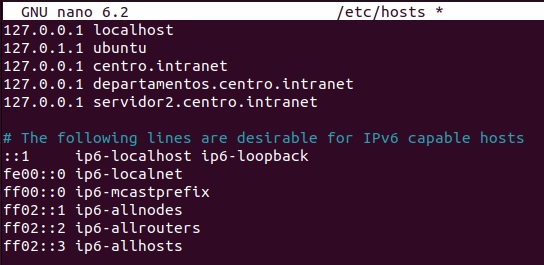 GNU nano 6.2 /etc/hosts *
127.0.0.1 localhost
127.0.1.1 ubuntu
127.0.0.1 centro.intranet
127.0.0.1 departamentos.centro.intranet
127.0.0.1 servidor2.centro.intranet

# The following lines are desirable for IPv6 capable hosts
::1     ip6-localhost ip6-loopback
fe00::0 ip6-localnet
ff00::0 ip6-mcastprefix
ff02::1 ip6-allnodes
ff02::2 ip6-allrouters
ff02::3 ip6-allhosts